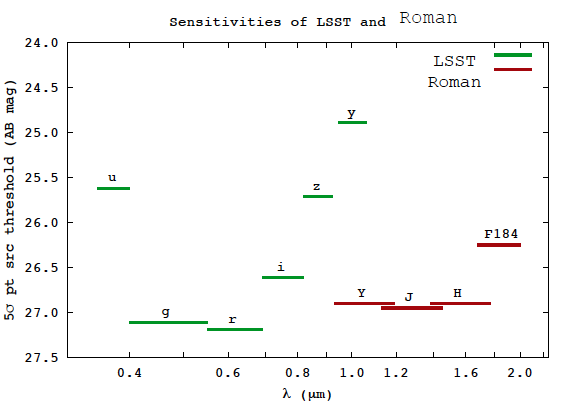 Sensitivities of LSST and Roman
24.0
24.5
25.0
25.5
26.0
26.5
27.0
27.5
5σ pt src threshold (AB mag)
LSST
Roman
u
g
r
i
z
y
Y
J
H
F184
0.4
0.6
0.8
1.0
1.2
1.6
2.0
λ (μm)